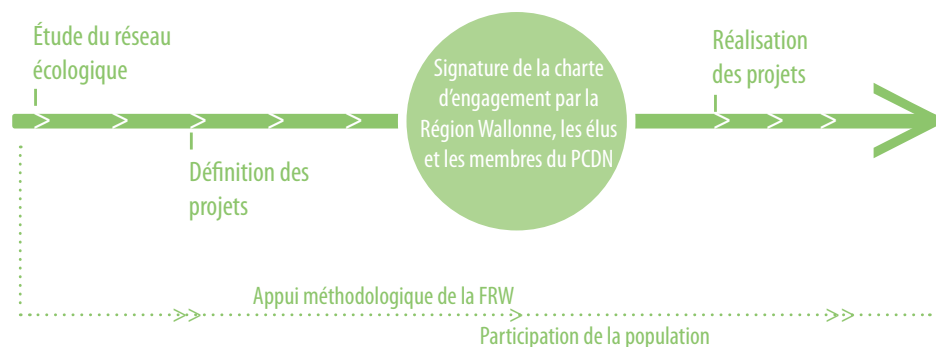 Étude du réseau
écologique
Définition des
projets
Signature de la charte
d'engagement par la
Région Wallonne, les élus
et les membres du PCDN
Réalisation
des projets
Appui méthodologique de la FRW
Participation de la population